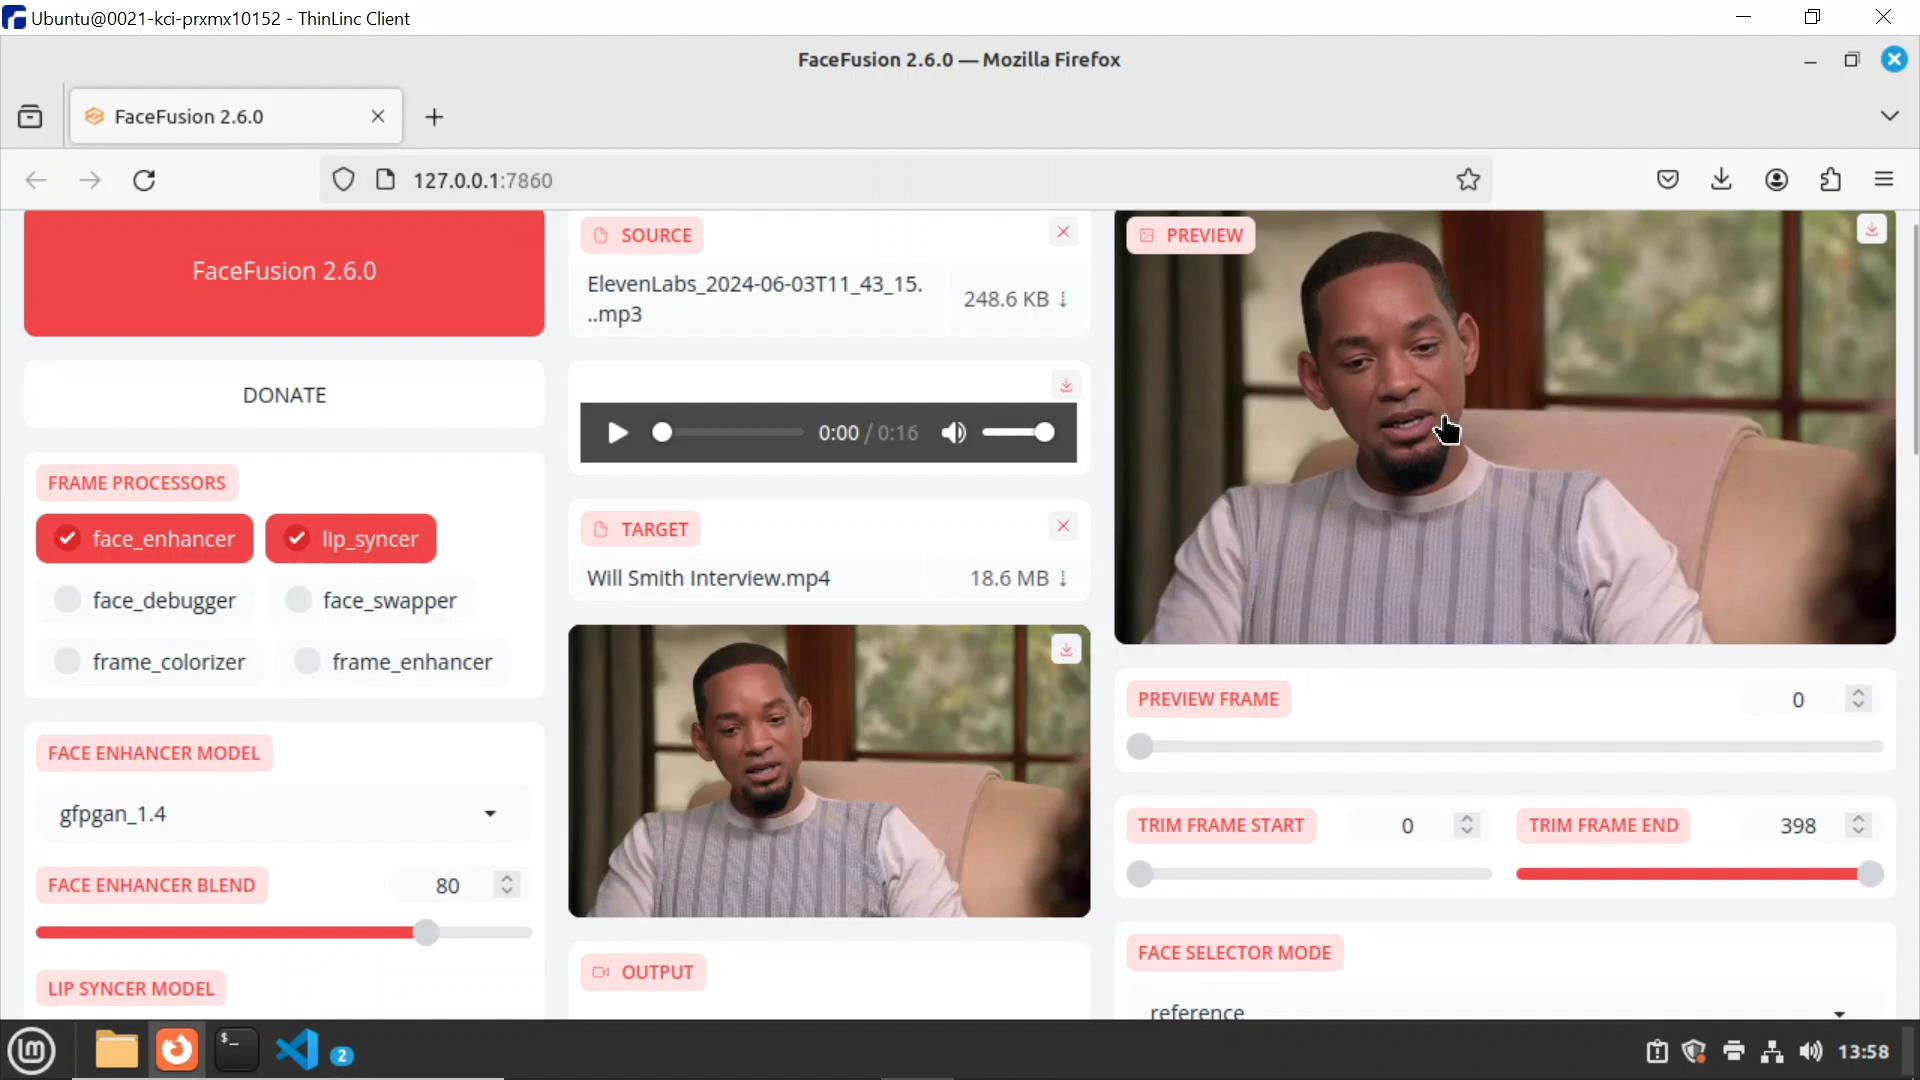 Ubuntu@0021-kci-prxmx10152 - ThinLinc Client
FaceFusion 2.6.0 — Mozilla Firefox
FaceFusion 2.6.0
127.0.0.1:7860
FaceFusion 2.6.0
DONATE
FRAME PROCESSORS
face_enhancer lip_syncer
face_debugger face_swapper
frame_colorizer frame_enhancer
FACE ENHANCER MODEL
gfpgan_1.4
FACE ENHANCER BLEND 80
LIP SYNCER MODEL
SOURCE
ElevenLabs_2024-06-03T11_43_15.
..mp3
248.6 KB ↓
0:00 / 0:16
TARGET
Will Smith Interview.mp4 18.6 MB ↓
OUTPUT
PREVIEW
PREVIEW FRAME 0
TRIM FRAME START 0 TRIM FRAME END 398
FACE SELECTOR MODE
reference
$_
lm
2
13:58